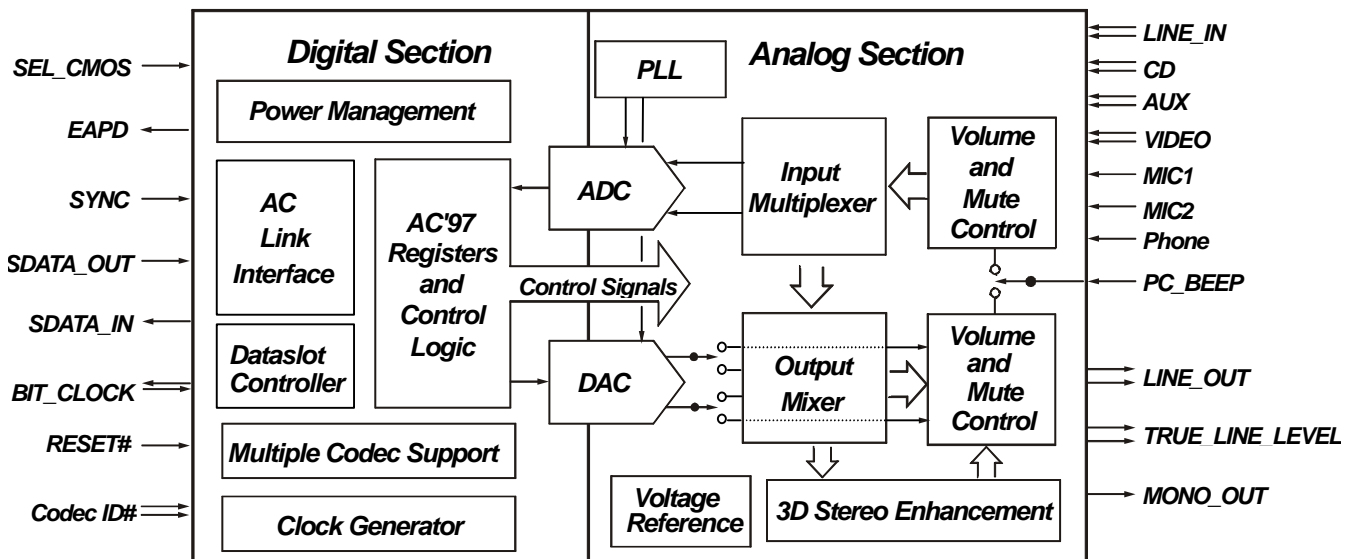 Digital Section
Analog Section
SEL_CMOS
EAPD
SYNC
SDATA_OUT
SDATA_IN
BIT_CLOCK
RESET#
Codec ID#
Power Management
AC
Link
Interface
Dataslot
Controller
AC'97
Registers
and
Control
Logic
Multiple Codec Support
Clock Generator
PLL
ADC
Control Signals
DAC
Input
Multiplexer
Volume
and
Mute
Control
Output
Mixer
Volume
and
Mute
Control
Voltage
Reference
3D Stereo Enhancement
LINE_IN
CD
AUX
VIDEO
MIC1
MIC2
Phone
PC_BEEP
LINE_OUT
TRUE_LINE_LEVEL
MONO_OUT